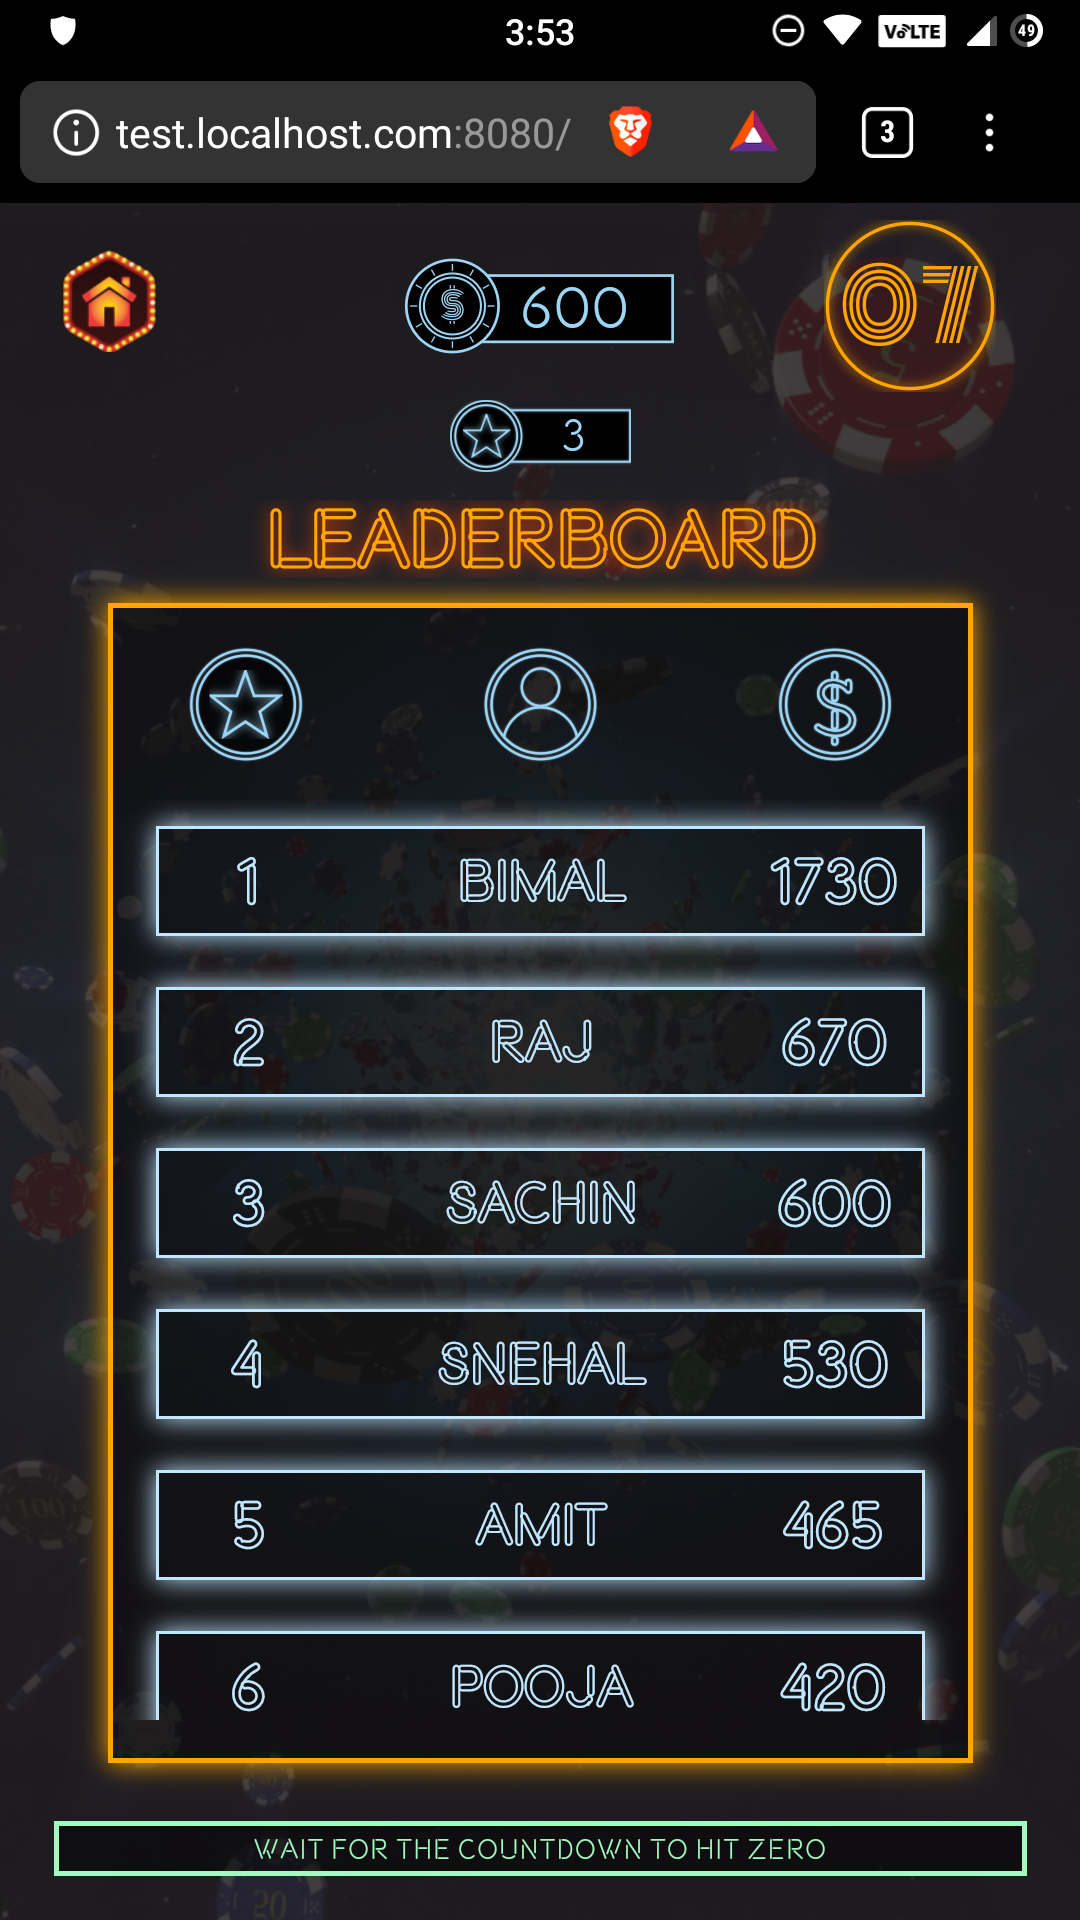 3:53
VoLTE
49
test.localhost.com:8080/
3
600
07
3
LEADERBOARD
1 BIMAL 1730
2 RAJ 670
3 SACHIN 600
4 SNEHAL 530
5 AMIT 465
6 POOJA 420
WAIT FOR THE COUNTDOWN TO HIT ZERO